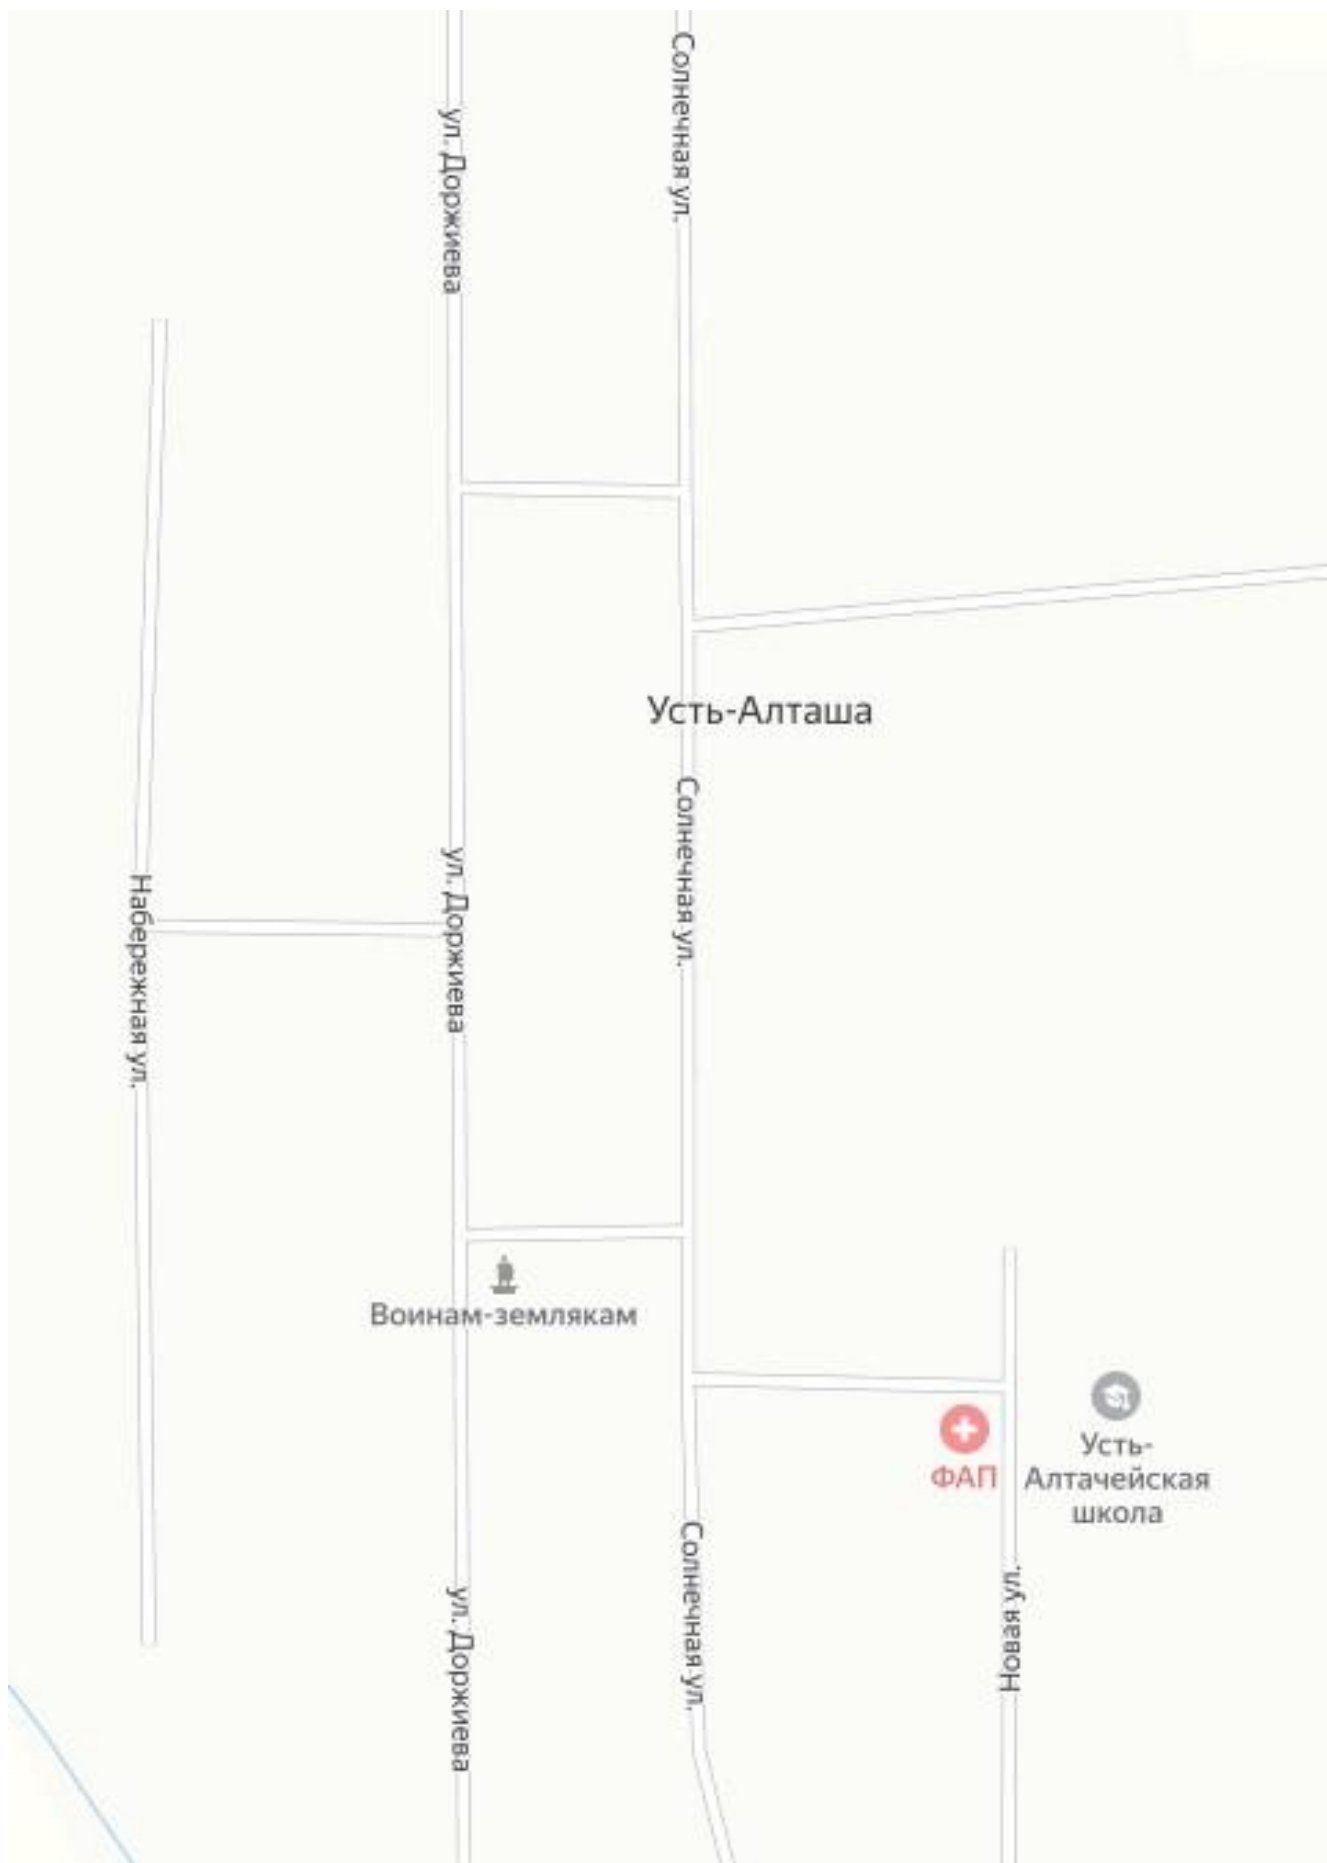 Солнечная ул.
ул. Доржиева
Усть-Алташа
Солнечная ул.
ул. Доржиева
Набережная ул.
Воинам-землякам
ФАП
Усть-
Алтачейская
школа
Солнечная ул.
Новая ул.
ул. Доржиева